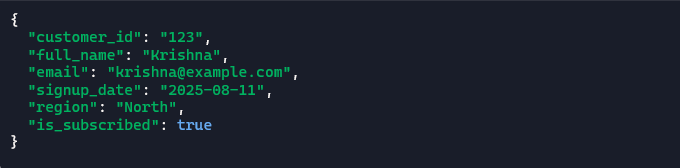 {
  "customer_id": "123",
  "full_name": "Krishna",
  "email": "krishna@example.com",
  "signup_date": "2025-08-11",
  "region": "North",
  "is_subscribed": true
}